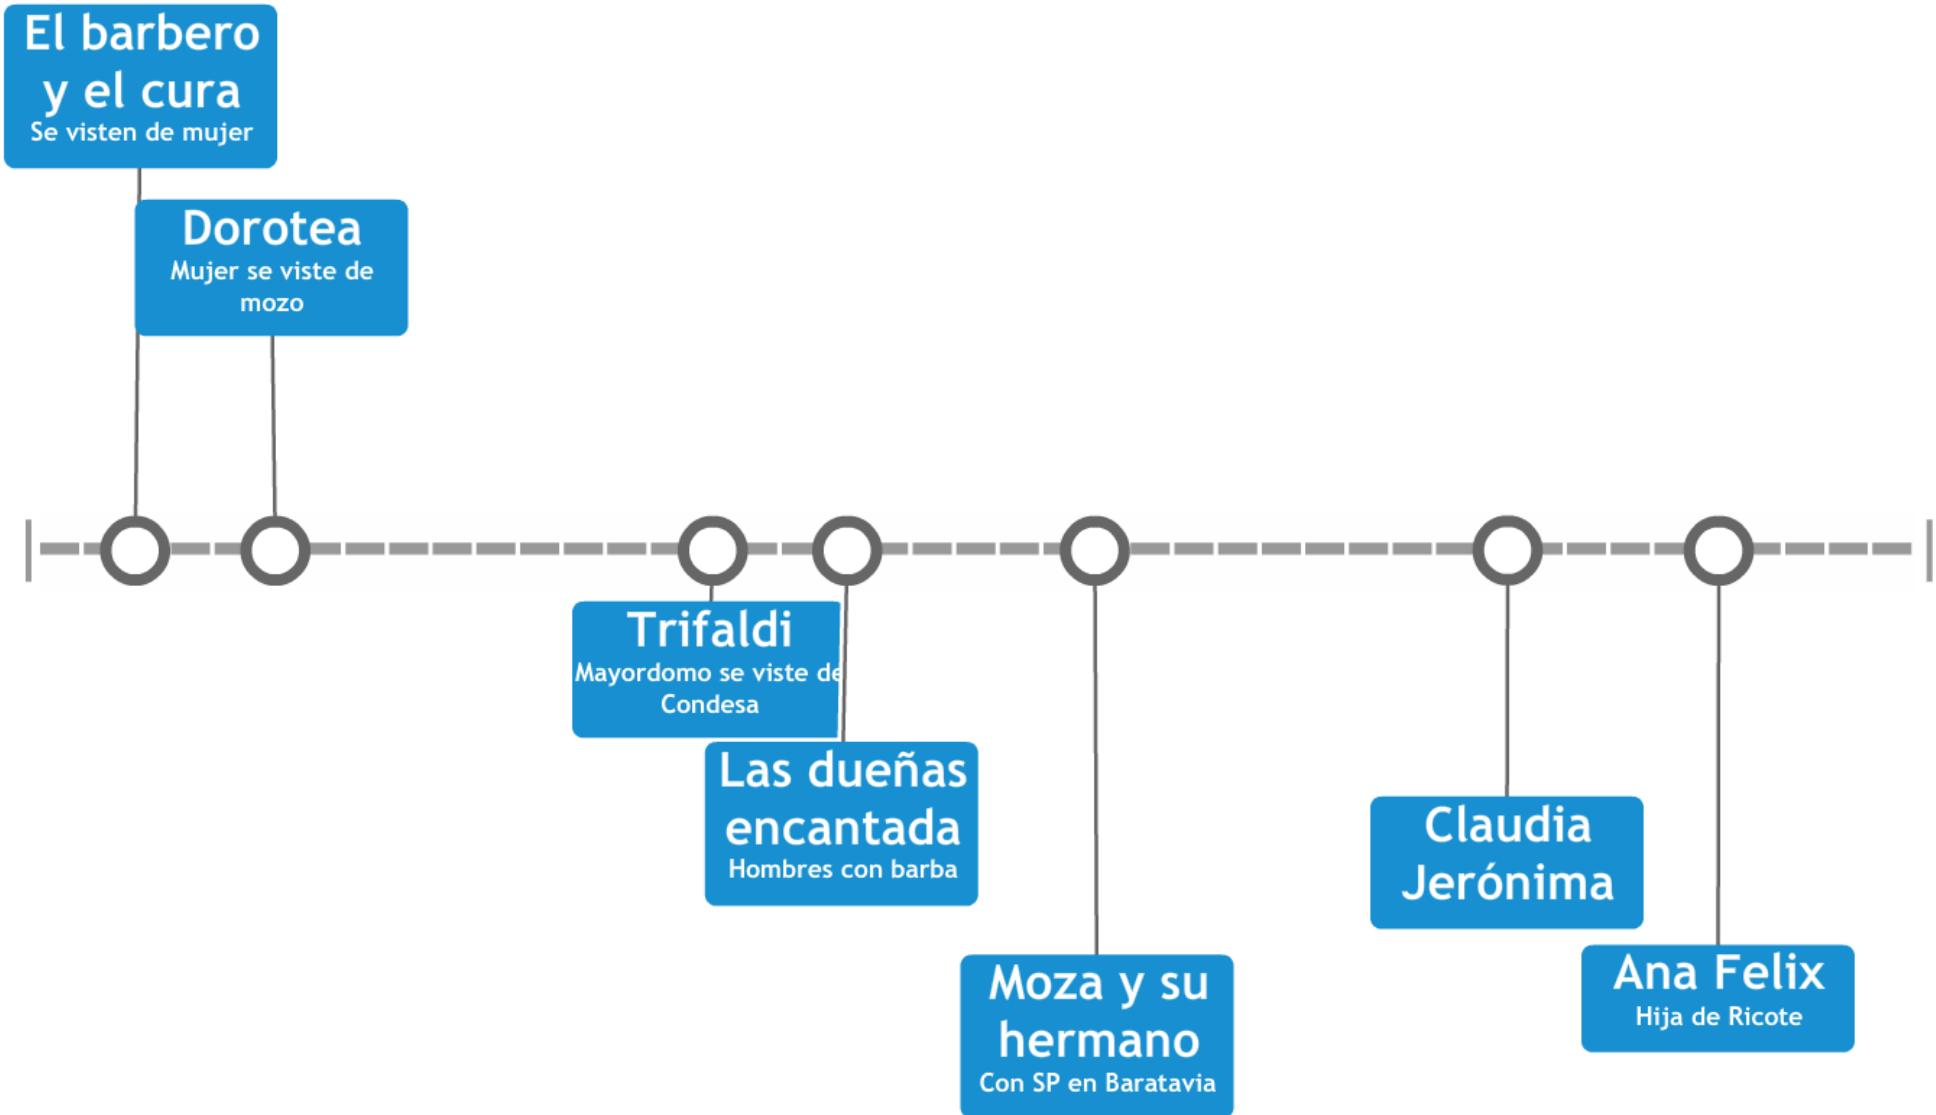 El barbero
y el cura
Se visten de mujer
Dorotea
Mujer se viste de
mozo
Trifaldi
Mayordomo se viste de
Condesa
Las dueñas
encantada
Hombres con barba
Moza y su
hermano
Con SP en Baratavia
Claudia
Jerónima
Ana Felix
Hija de Ricote